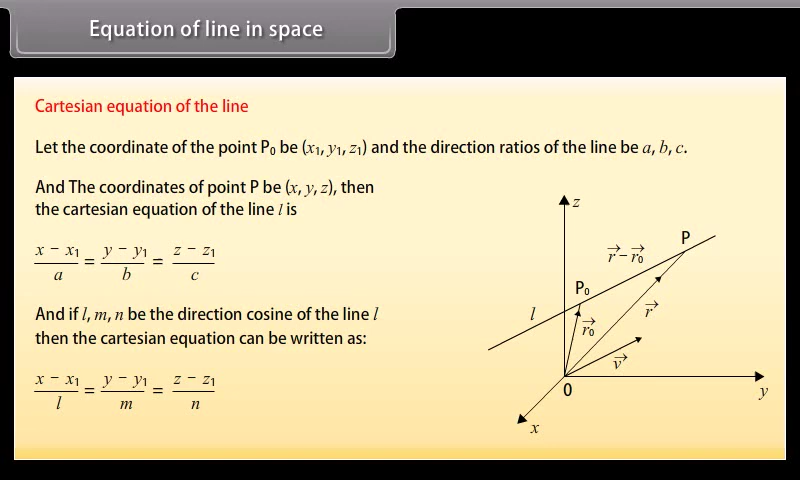 Equation of line in space
Cartesian equation of the line
Let the coordinate of the point P₀ be (x₁, y₁, z₁) and the direction ratios of the line be a, b, c.
And The coordinates of point P be (x, y, z), then
the cartesian equation of the line l is
(x − x₁)/a = (y − y₁)/b = (z − z₁)/c
And if l, m, n be the direction cosine of the line l
then the cartesian equation can be written as:
(x − x₁)/l = (y − y₁)/m = (z − z₁)/n
z
P
r⃗ − r⃗₀
P₀
l
r⃗
r⃗₀
v⃗
0
y
x